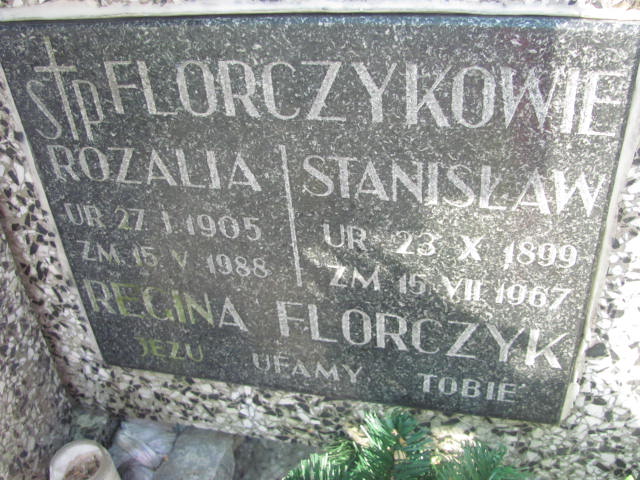 ŚP FLORCZYKOWIE
ROZALIA
UR 27 I 1905
ZM 15 V 1988
STANISŁAW
UR 23 X 1899
ZM 15 VII 1967
REGINA FLORCZYK
JEZU UFAMY TOBIE